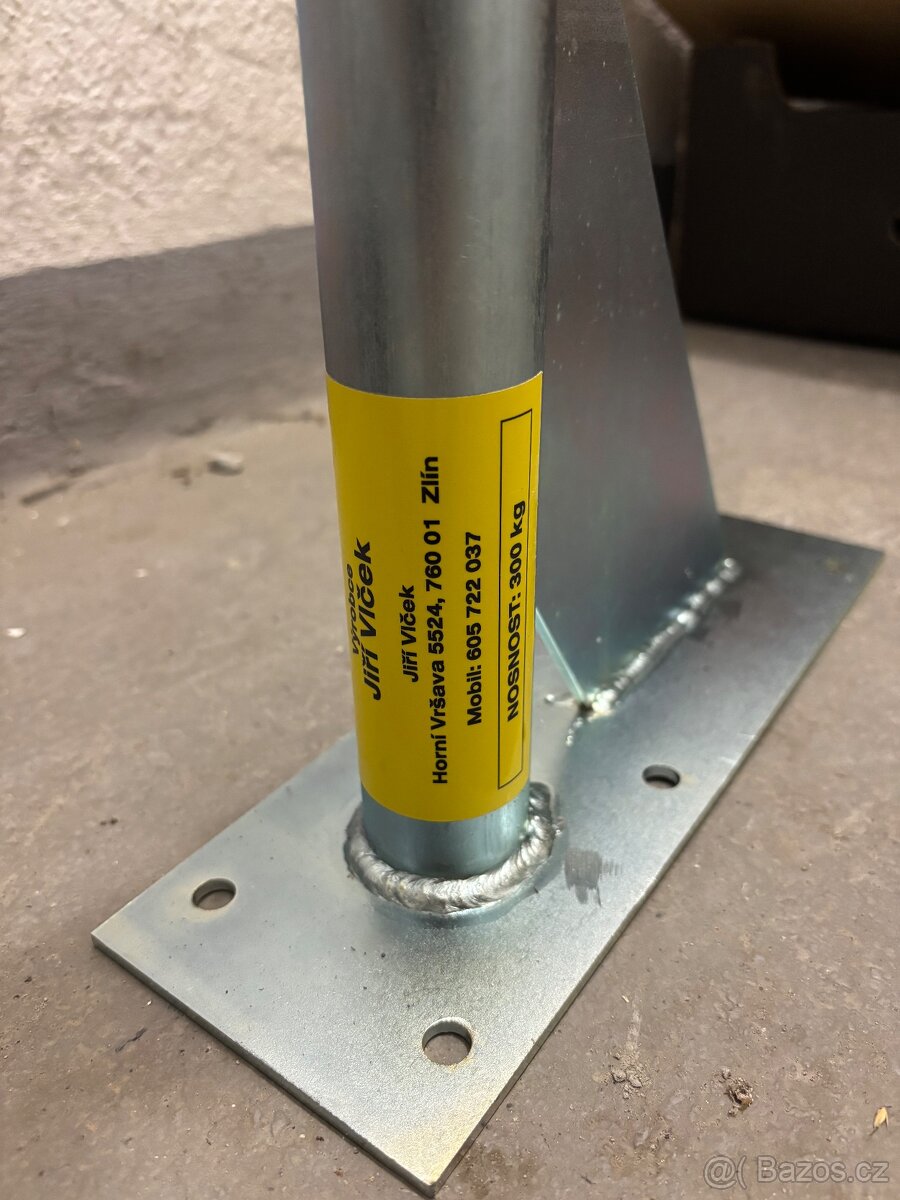 Výrobce
Jiří Vlček
Jiří Vlček
Horní Vršava 5524, 760 01 Zlín
Mobil: 605 722 037
NOSNOST: 300 kg
@( Bazos.cz